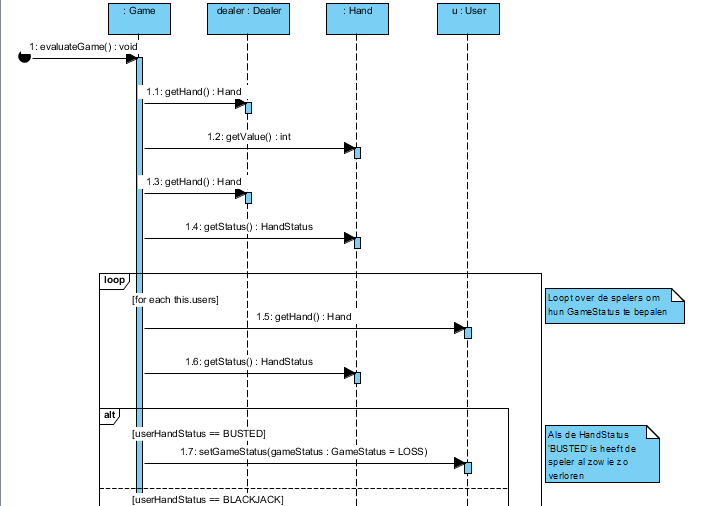 : Game
dealer : Dealer
: Hand
u : User
1: evaluateGame() : void
1.1: getHand() : Hand
1.2: getValue() : int
1.3: getHand() : Hand
1.4: getStatus() : HandStatus
loop
[for each this.users]
Loopt over de spelers om
hun GameStatus te bepalen
1.5: getHand() : Hand
1.6: getStatus() : HandStatus
alt
[userHandStatus == BUSTED]
1.7: setGameStatus(gameStatus : GameStatus = LOSS)
Als de HandStatus
'BUSTED' is heeft de
speler al zowiezo
verloren
[userHandStatus == BLACKJACK]